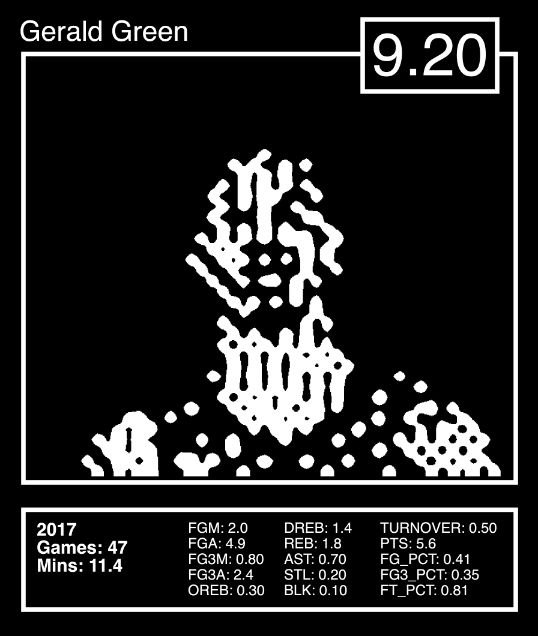 Gerald Green
9.20
2017
Games: 47
Mins: 11.4
FGM: 2.0
FGA: 4.9
FG3M: 0.80
FG3A: 2.4
OREB: 0.30
DREB: 1.4
REB: 1.8
AST: 0.70
STL: 0.20
BLK: 0.10
TURNOVER: 0.50
PTS: 5.6
FG_PCT: 0.41
FG3_PCT: 0.35
FT_PCT: 0.81